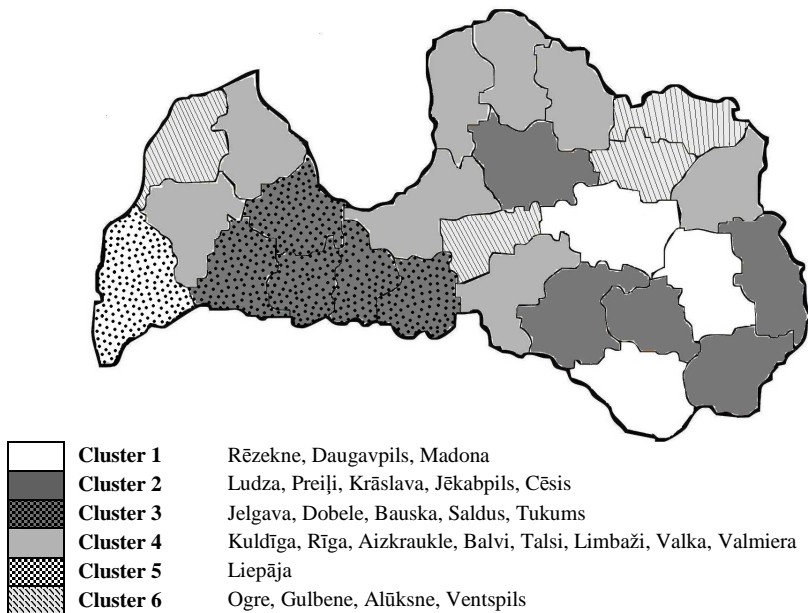 Cluster 1 Rēzekne, Daugavpils, Madona
Cluster 2 Ludza, Preiļi, Krāslava, Jēkabpils, Cēsis
Cluster 3 Jelgava, Dobele, Bauska, Saldus, Tukums
Cluster 4 Kuldīga, Rīga, Aizkraukle, Balvi, Talsi, Limbaži, Valka, Valmiera
Cluster 5 Liepāja
Cluster 6 Ogre, Gulbene, Alūksne, Ventspils